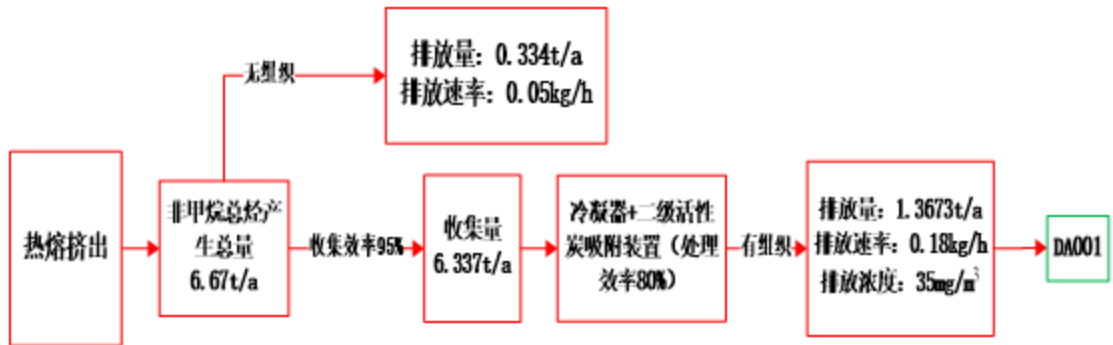 排放量：0.334t/a
排放速率：0.05kg/h
无组织
热熔挤出
非甲烷总烃产
生总量
6.67t/a
收集效率95%
收集量
6.337t/a
冷凝器+二级活性
炭吸附装置（处理
效率80%）
有组织
排放量：1.3673t/a
排放速率：0.18kg/h
排放浓度：35mg/m³
DA001